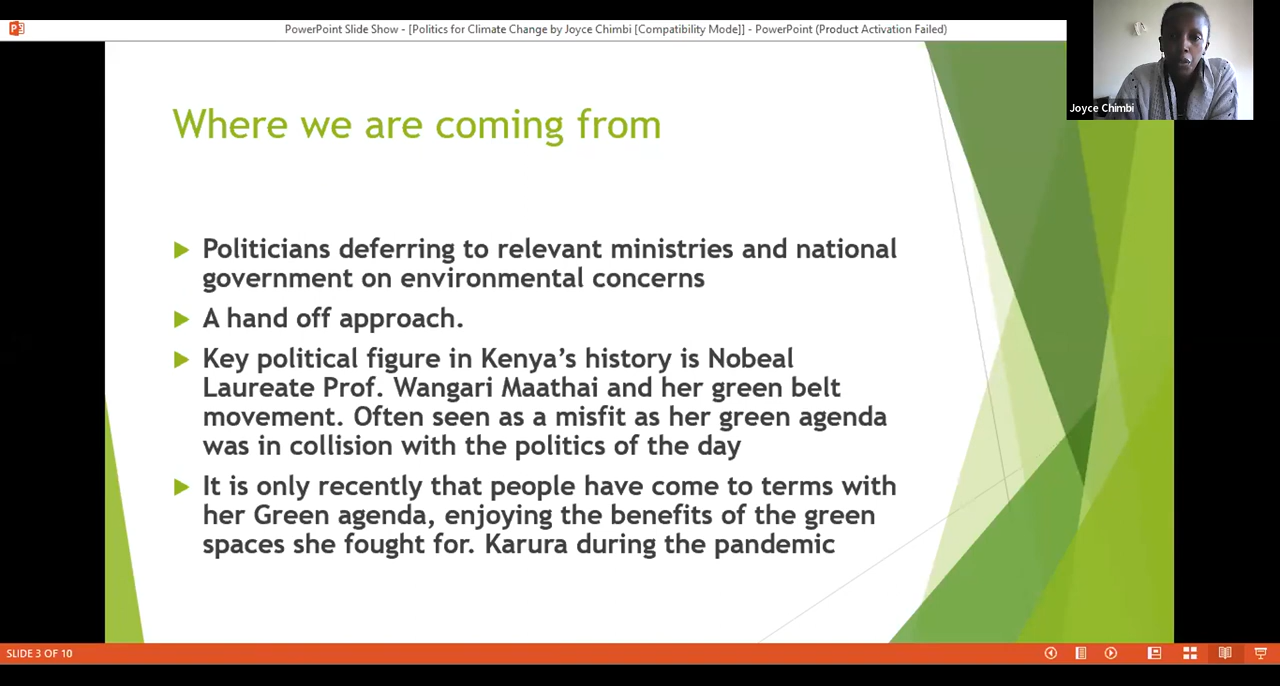 PowerPoint Slide Show - [Politics for Climate Change by Joyce Chimbi [Compatibility Mode]] - PowerPoint (Product Activation Failed)
Joyce Chimbi
Where we are coming from
Politicians deferring to relevant ministries and national
government on environmental concerns
A hand off approach.
Key political figure in Kenya’s history is Nobeal
Laureate Prof. Wangari Maathai and her green belt
movement. Often seen as a misfit as her green agenda
was in collision with the politics of the day
It is only recently that people have come to terms with
her Green agenda, enjoying the benefits of the green
spaces she fought for. Karura during the pandemic
SLIDE 3 OF 10